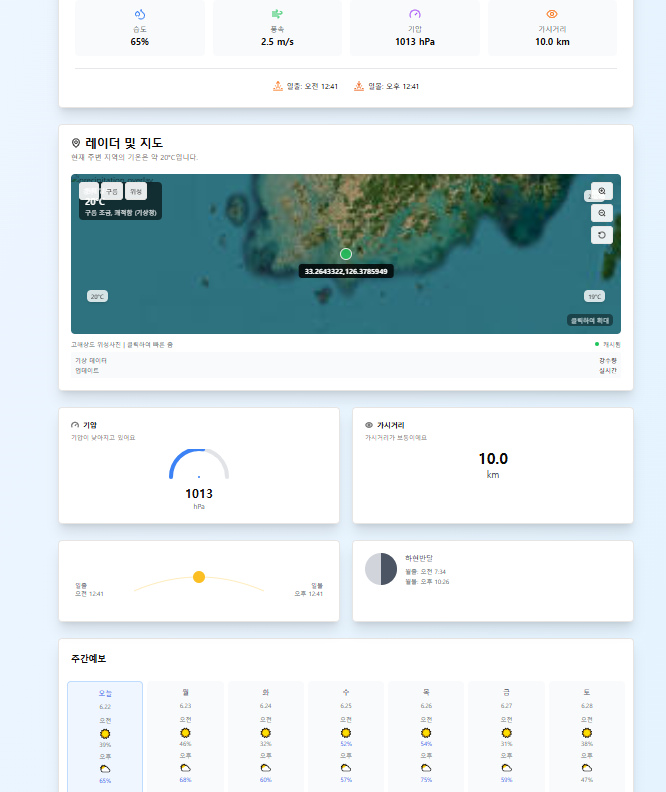 습도
65%
풍속
2.5 m/s
기압
1013 hPa
가시거리
10.0 km
일출: 오전 12:41
일몰: 오후 12:41
레이더 및 지도
현재 주변 지역의 기온은 약 20°C입니다.
구름
위성
20°C
구름 조금, 쾌적함 (기상청)
33.2643322,126.3785949
20°C
19°C
클릭하여 확대
고해상도 위성사진 | 클릭하여 빠른 줌
캐시됨
기상 데이터
강수량
업데이트
실시간
기압
기압이 낮아지고 있어요
1013
hPa
가시거리
가시거리가 보통이에요
10.0
km
일출
오전 12:41
일몰
오후 12:41
하현반달
월출: 오전 7:34
월몰: 오후 10:26
주간예보
오늘
6.22
오전
39%
오후
65%
월
6.23
오전
46%
오후
68%
화
6.24
오전
32%
오후
60%
수
6.25
오전
52%
오후
57%
목
6.26
오전
54%
오후
75%
금
6.27
오전
31%
오후
59%
토
6.28
오전
38%
오후
47%